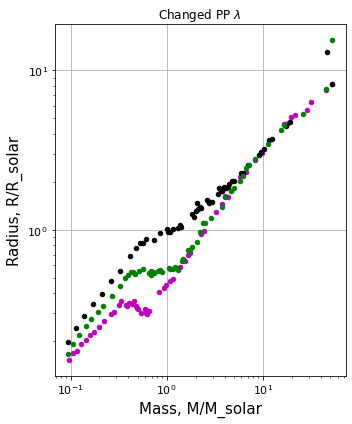 Changed PP λ
Radius, R/R_solar
10¹
10⁰
10⁻¹ 10⁰ 10¹
Mass, M/M_solar